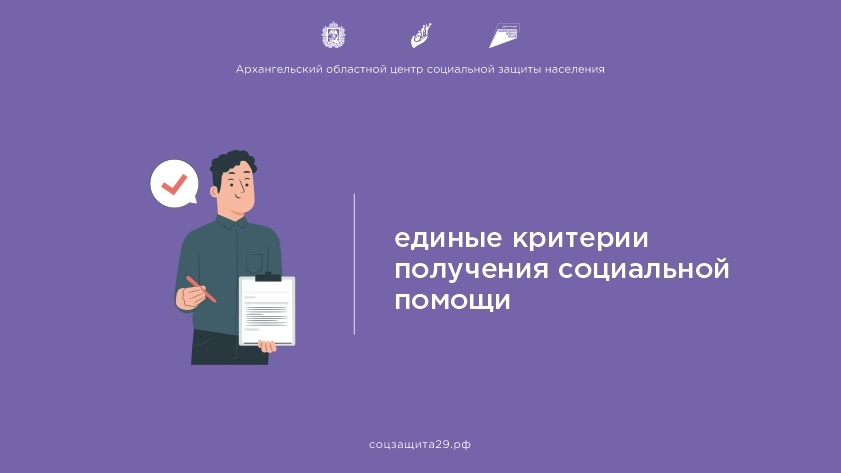 Архангельский областной центр социальной защиты населения
единые критерии
получения социальной
помощи
соцзащита29.рф